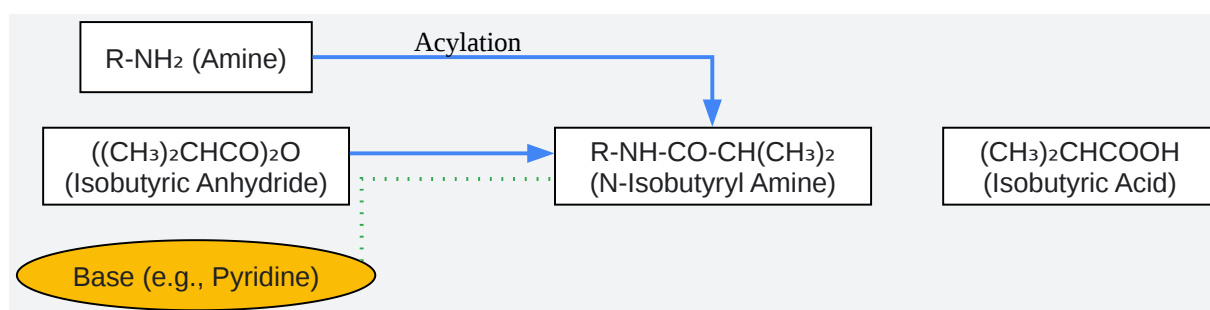 R-NH₂ (Amine)
Acylation
((CH₃)₂CHCO)₂O
(Isobutyric Anhydride)
R-NH-CO-CH(CH₃)₂
(N-Isobutyryl Amine)
(CH₃)₂CHCOOH
(Isobutyric Acid)
Base (e.g., Pyridine)